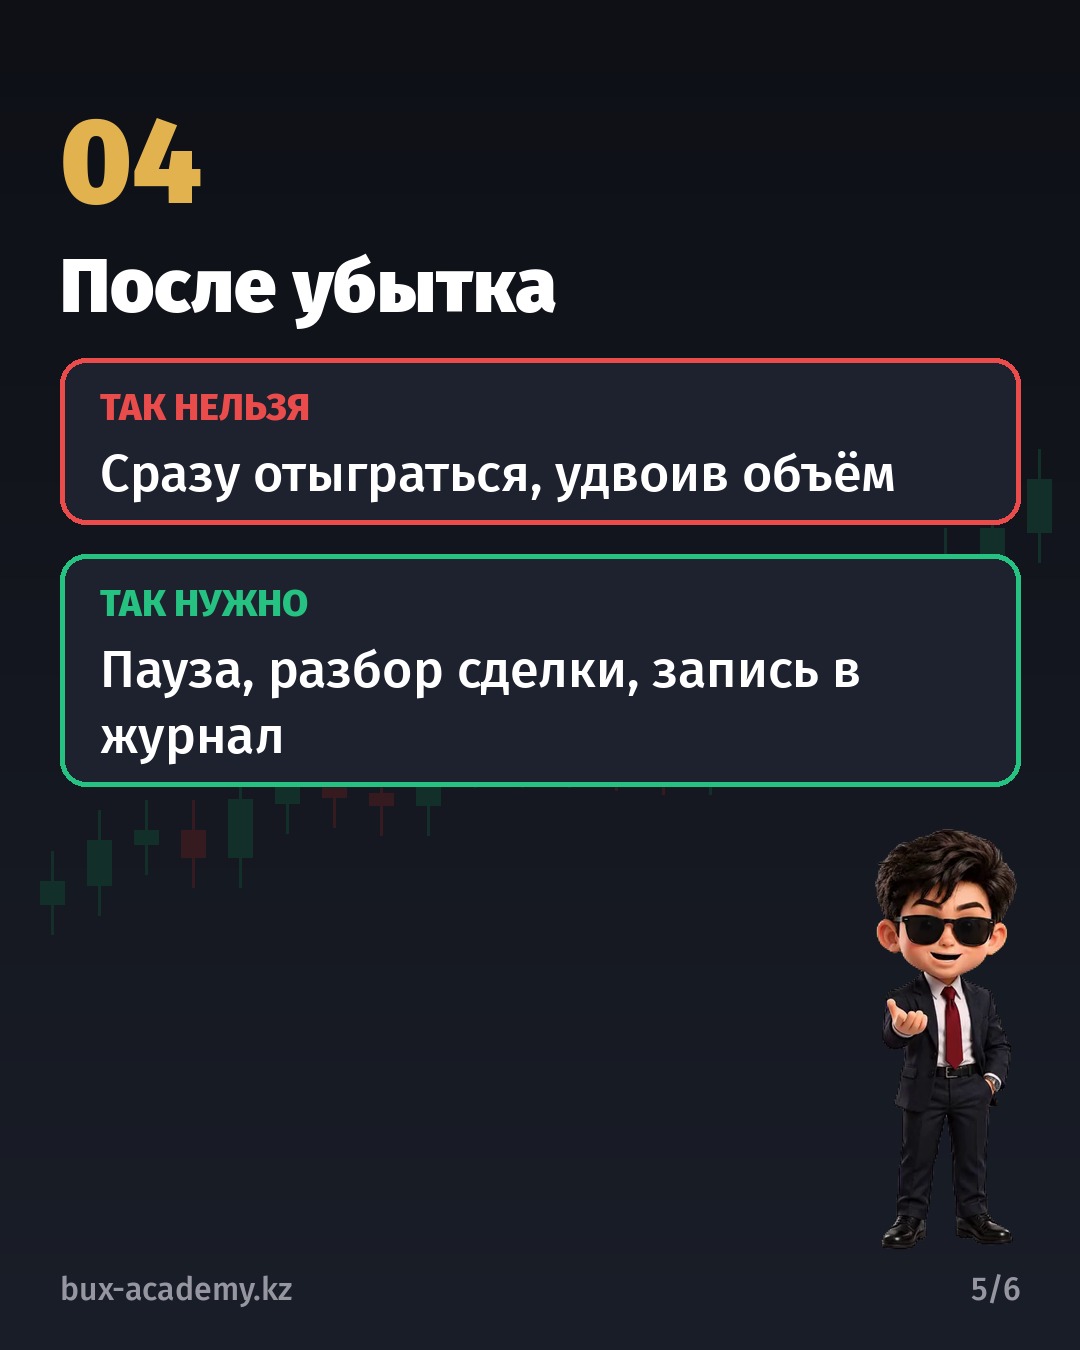 04
После убытка
ТАК НЕЛЬЗЯ
Сразу отыграться, удвоив объём
ТАК НУЖНО
Пауза, разбор сделки, запись в
журнал
bux-academy.kz
5/6